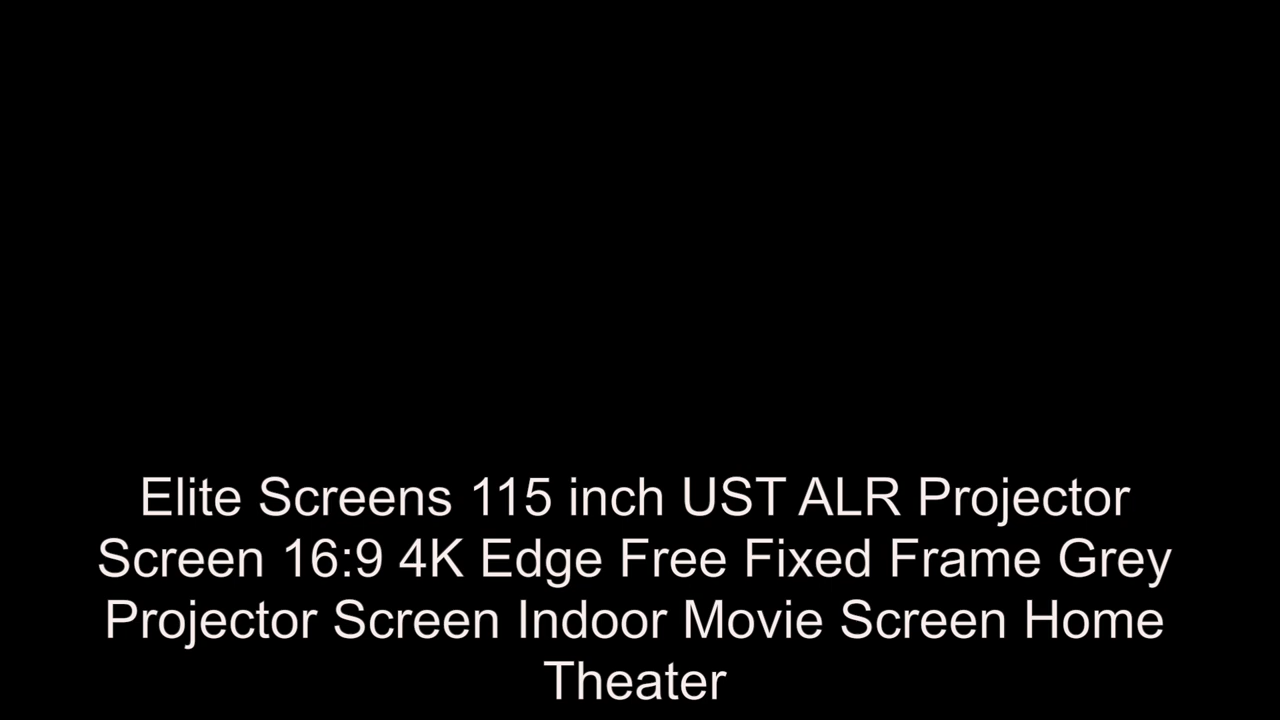 Elite Screens 115 inch UST ALR Projector
Screen 16:9 4K Edge Free Fixed Frame Grey
Projector Screen Indoor Movie Screen Home
Theater